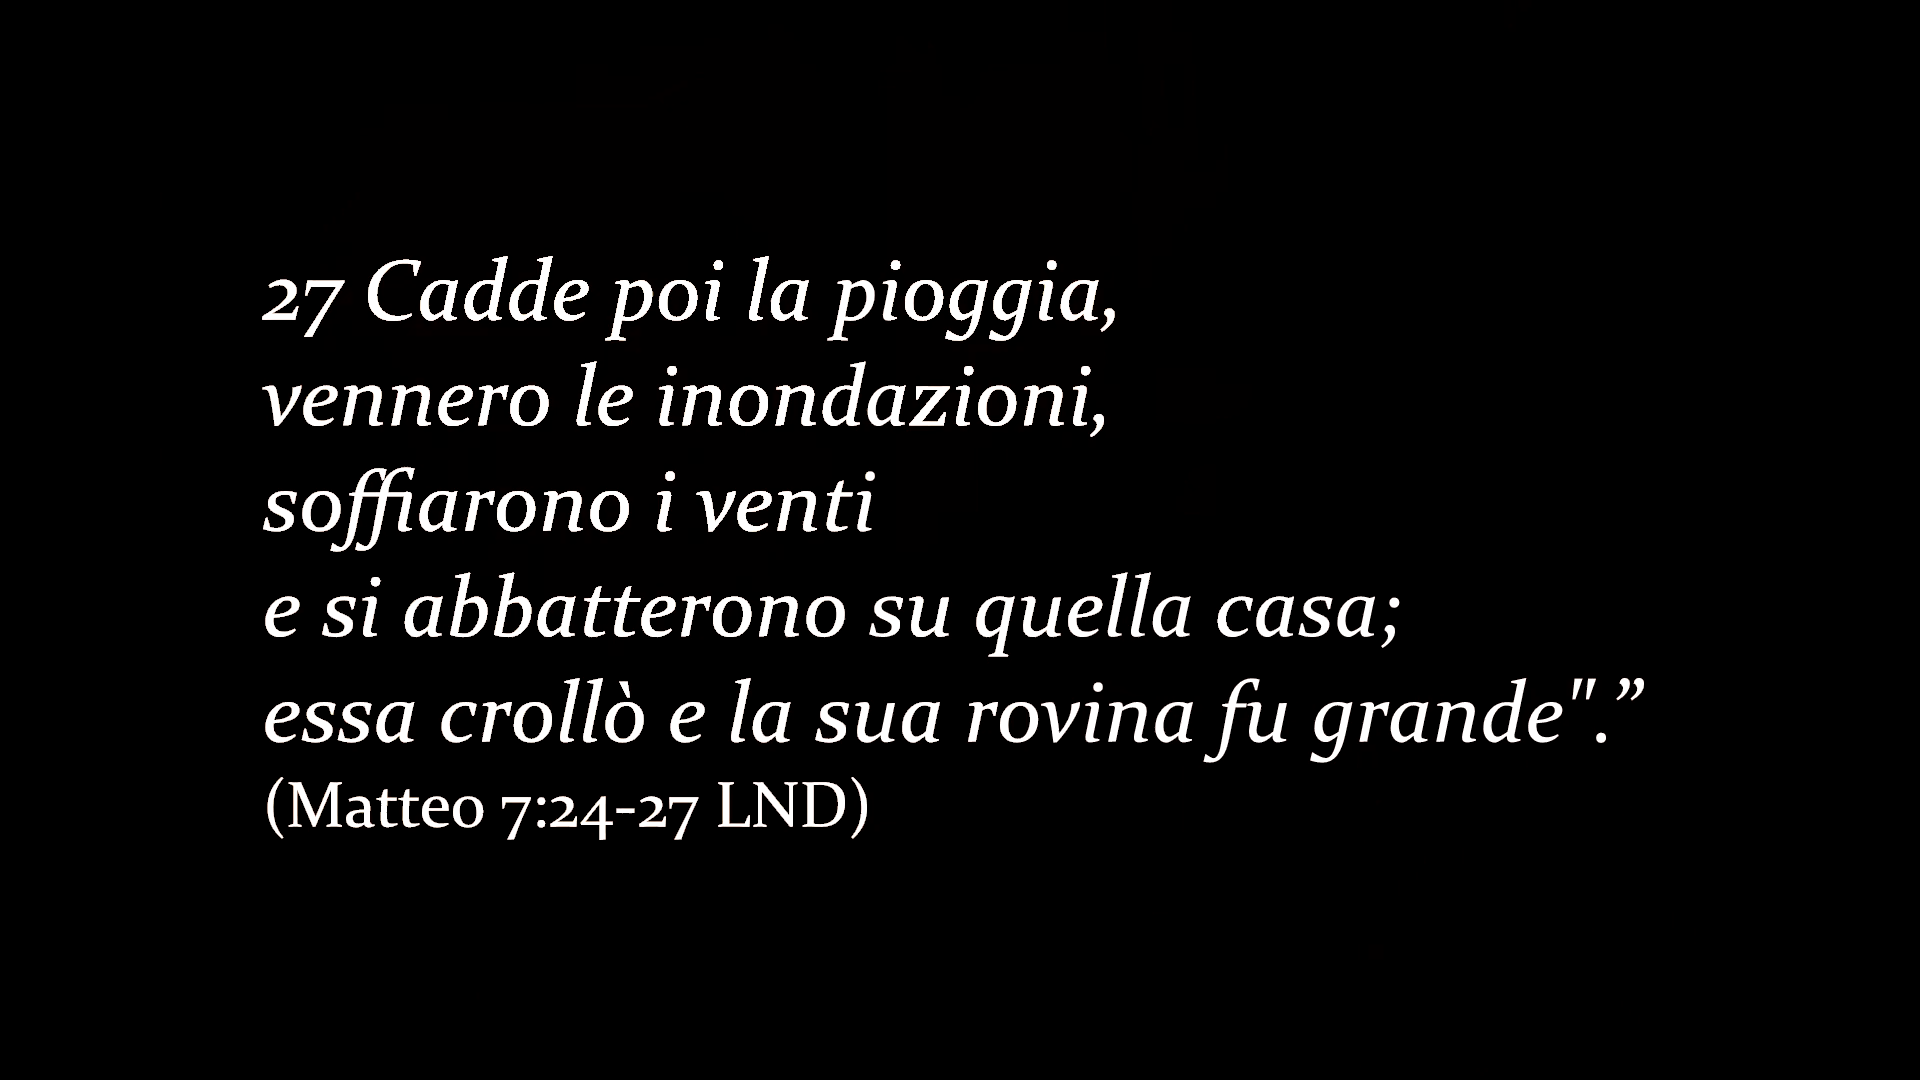 27 Cadde poi la pioggia,
vennero le inondazioni,
soffiarono i venti
e si abbatterono su quella casa;
essa crollò e la sua rovina fu grande".”
(Matteo 7:24-27 LND)